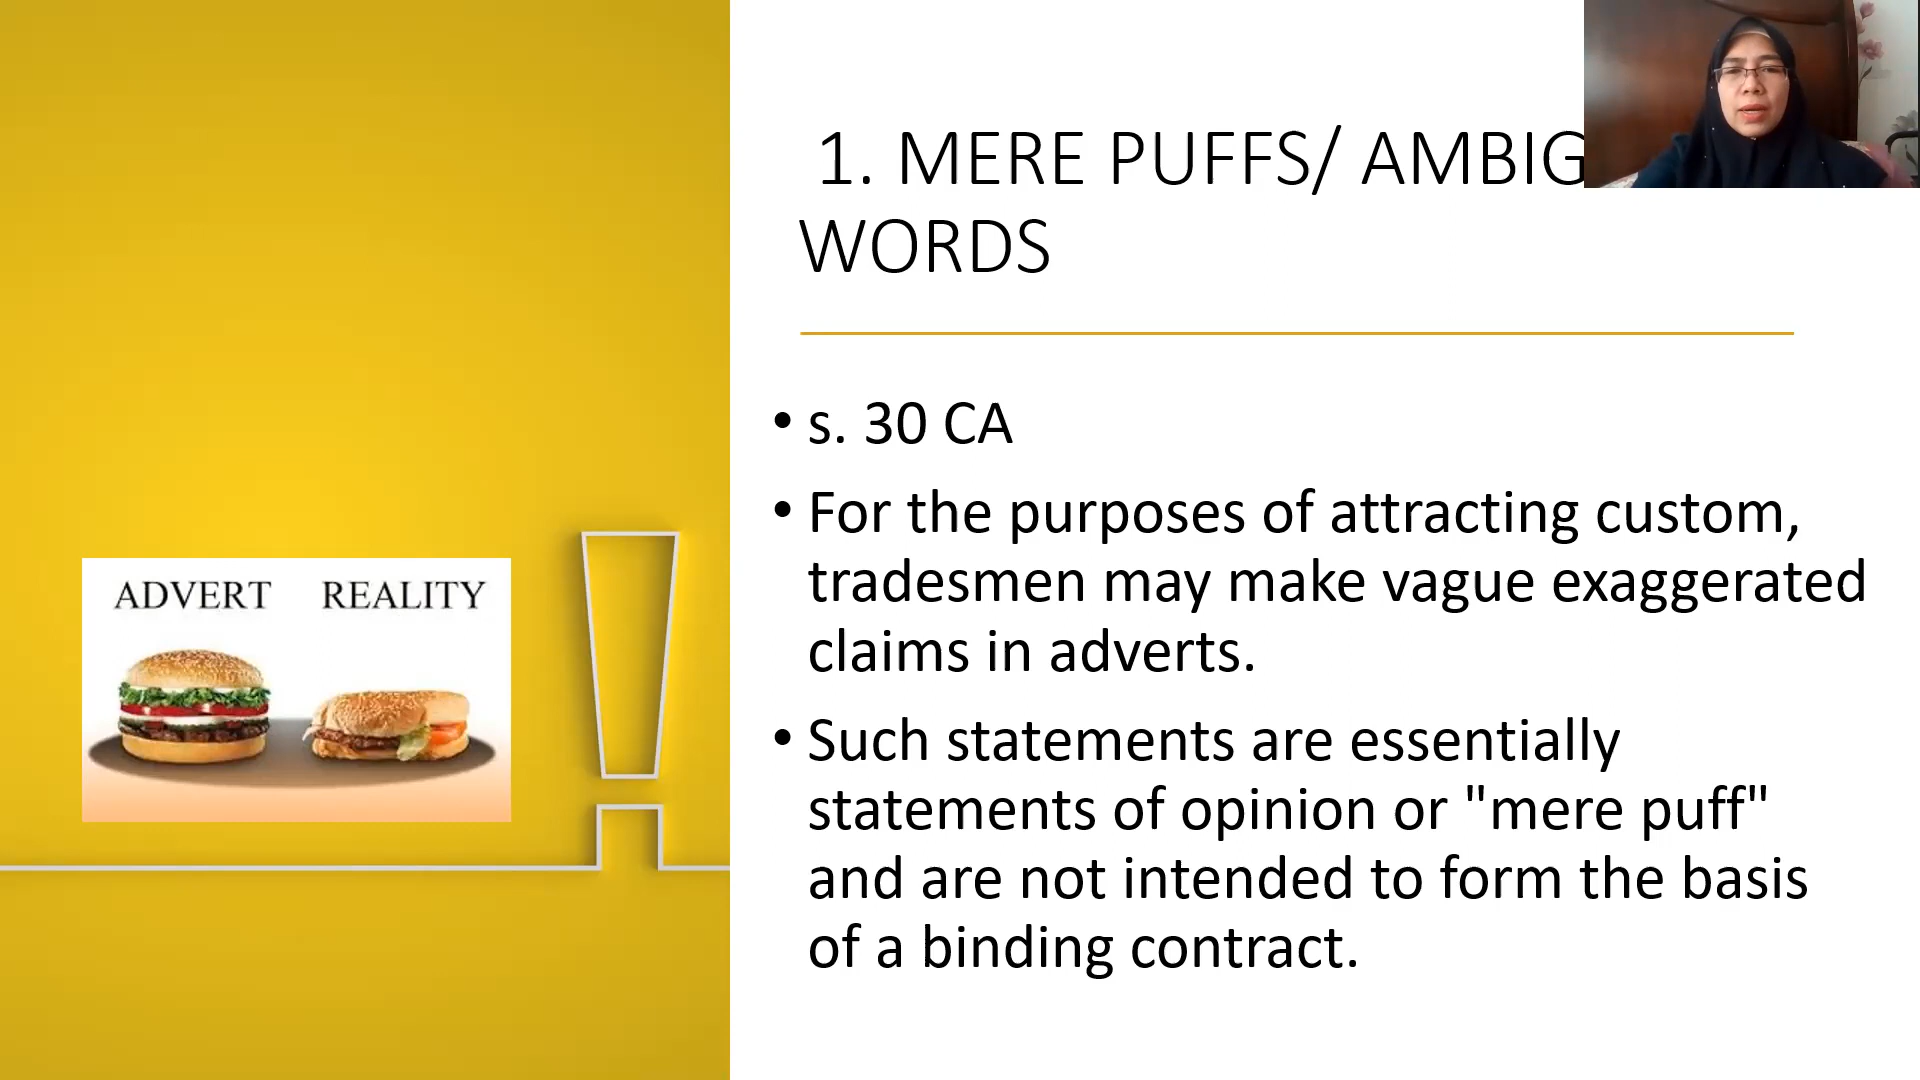 1. MERE PUFFS/
WORDS
• s. 30 CA
• For the purposes of attracting custom,
tradesmen may make vague exaggerated
claims in adverts.
• Such statements are essentially
statements of opinion or "mere puff"
and are not intended to form the basis
of a binding contract.
ADVERT REALITY